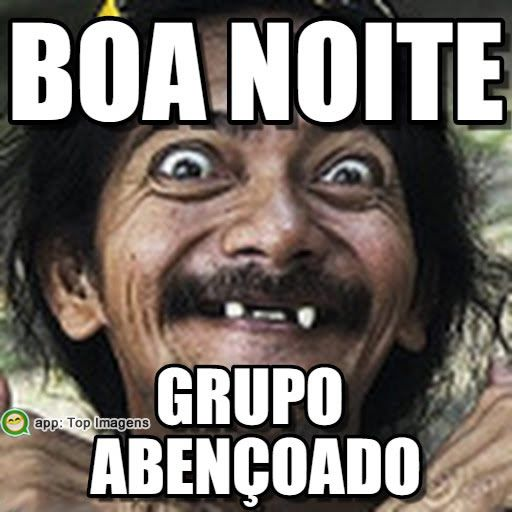 BOA NOITE
GRUPO
app: Top Imagens
ABENÇOADO